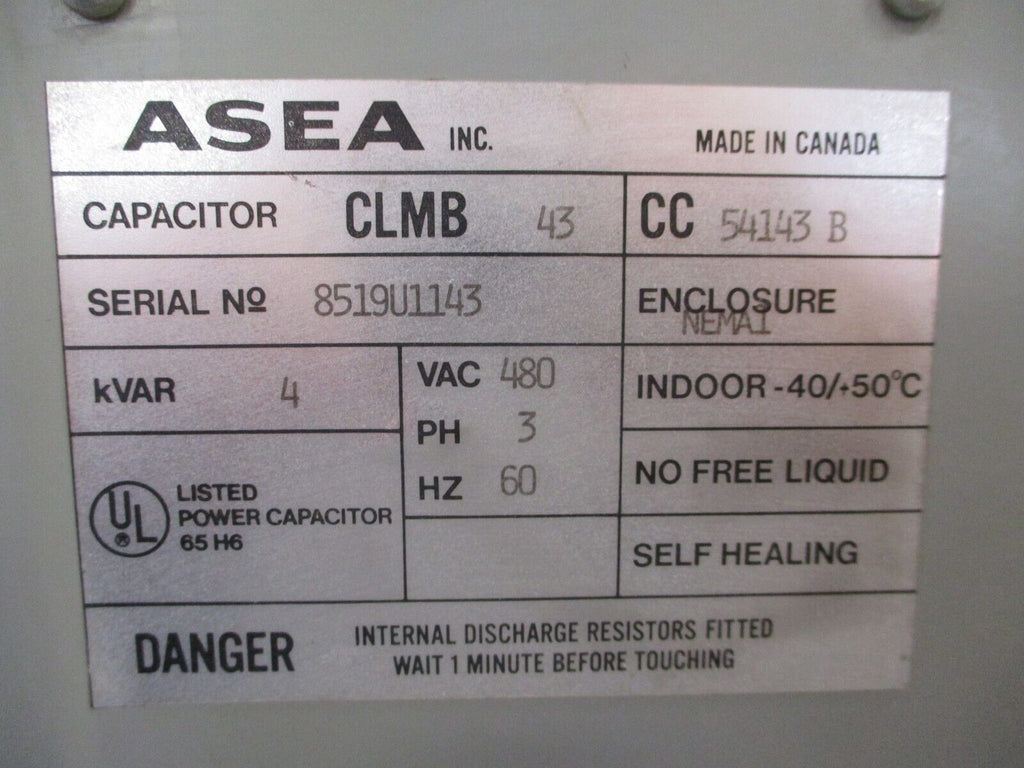 ASEA INC. MADE IN CANADA
CAPACITOR CLMB 43 CC 54143 B
SERIAL Nº 8519U1143 ENCLOSURE
NEMA1
kVAR 4 VAC 480 INDOOR -40/+50°C
PH 3
HZ 60 NO FREE LIQUID
UL ® LISTED
POWER CAPACITOR
65 H6
SELF HEALING
DANGER INTERNAL DISCHARGE RESISTORS FITTED
WAIT 1 MINUTE BEFORE TOUCHING